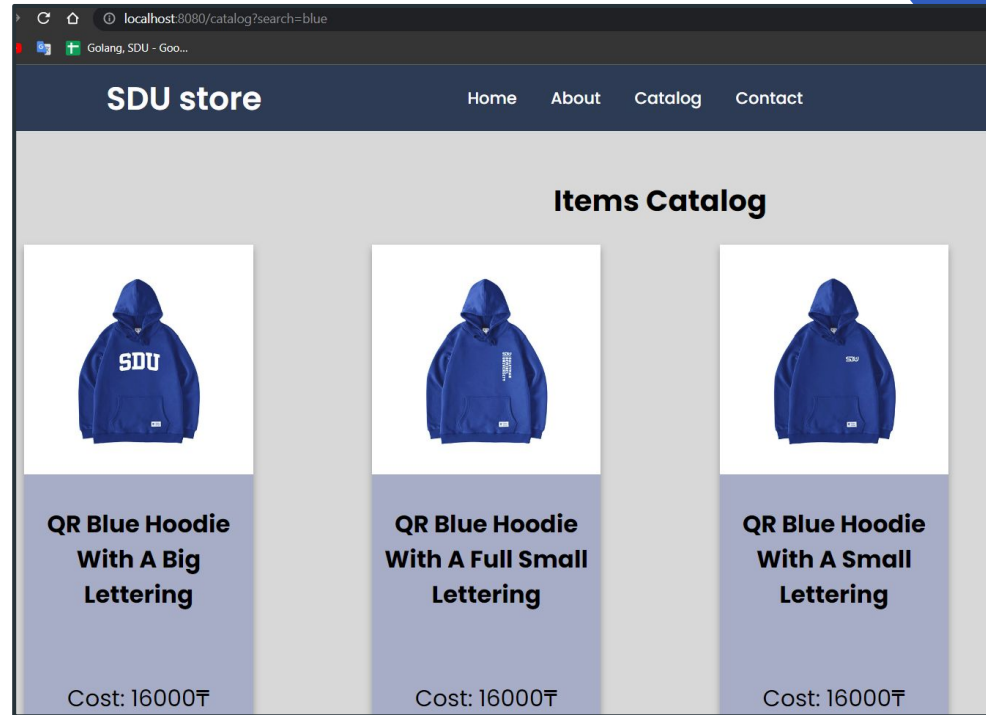 localhost:8080/catalog?search=blue
Golang, SDU - Goo...
SDU store
Home About Catalog Contact
Items Catalog
SDU
SDU
SDU
QR Blue Hoodie
With A Big
Lettering
QR Blue Hoodie
With A Full Small
Lettering
QR Blue Hoodie
With A Small
Lettering
Cost: 16000₸
Cost: 16000₸
Cost: 16000₸